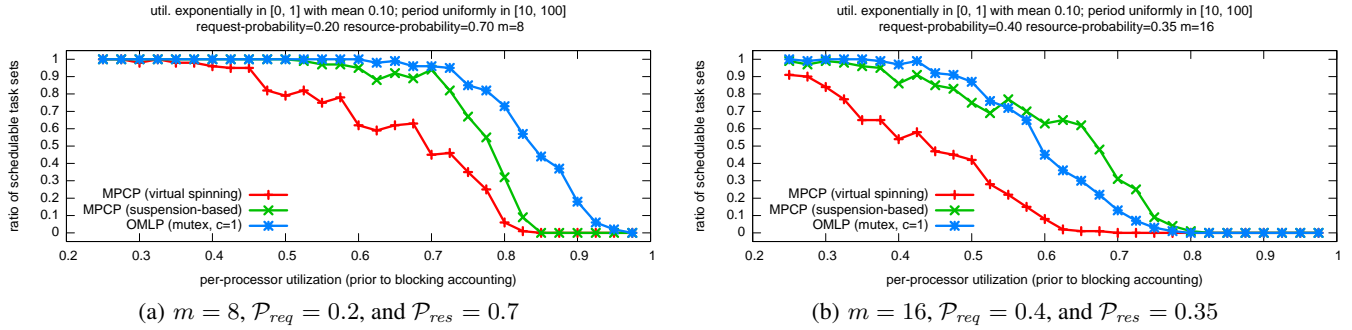 util. exponentially in [0, 1] with mean 0.10; period uniformly in [10, 100]
request-probability=0.20 resource-probability=0.70 m=8
ratio of schedulable task sets
1
0.9
0.8
0.7
0.6
0.5
0.4
0.3
0.2
0.1
0
MPCP (virtual spinning)
MPCP (suspension-based)
OMLP (mutex, c=1)
0.2 0.3 0.4 0.5 0.6 0.7 0.8 0.9 1
per-processor utilization (prior to blocking accounting)
(a) m = 8, P_req = 0.2, and P_res = 0.7
util. exponentially in [0, 1] with mean 0.10; period uniformly in [10, 100]
request-probability=0.40 resource-probability=0.35 m=16
ratio of schedulable task sets
1
0.9
0.8
0.7
0.6
0.5
0.4
0.3
0.2
0.1
0
MPCP (virtual spinning)
MPCP (suspension-based)
OMLP (mutex, c=1)
0.2 0.3 0.4 0.5 0.6 0.7 0.8 0.9 1
per-processor utilization (prior to blocking accounting)
(b) m = 16, P_req = 0.4, and P_res = 0.35